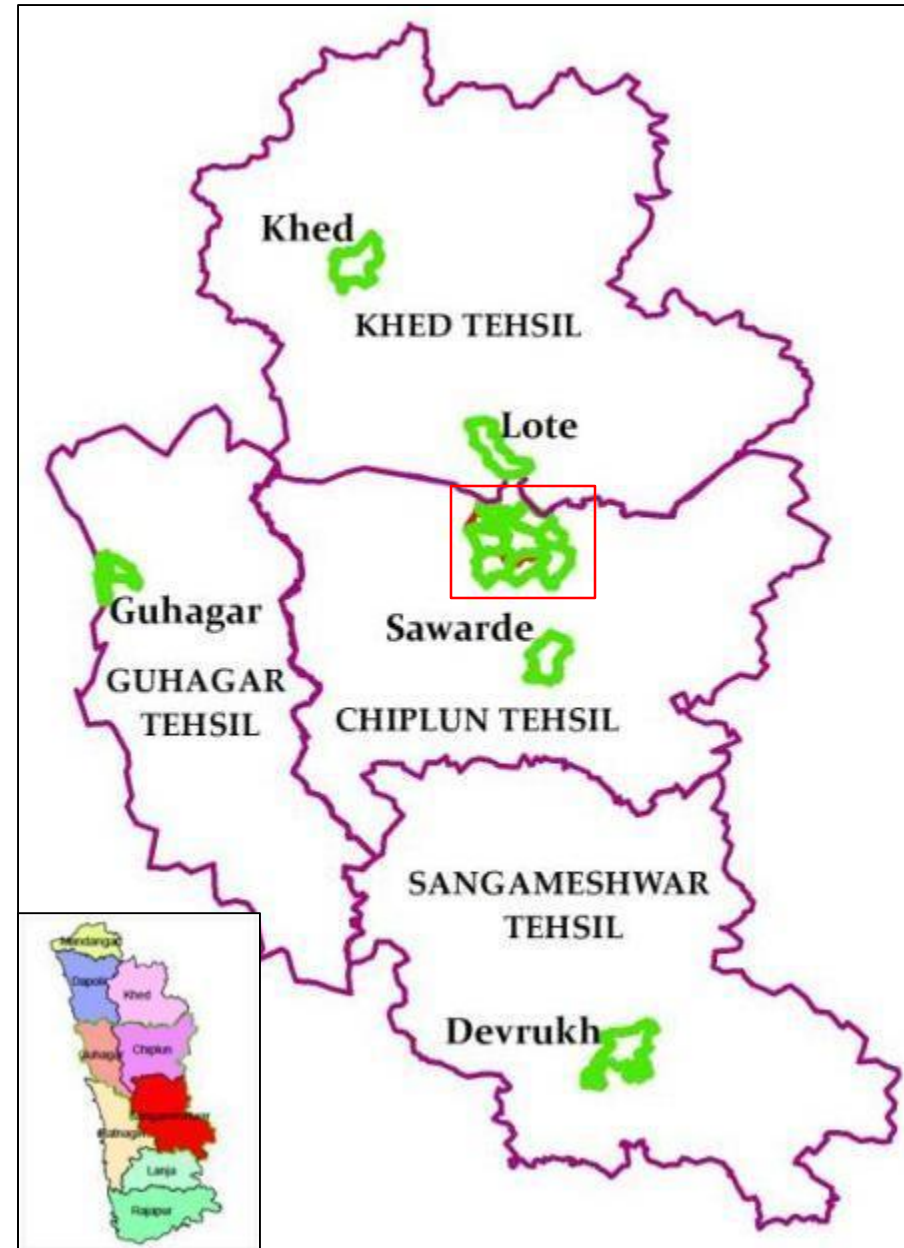 Khed
KHED TEHSIL
Lote
Guhagar
Sawarde
GUHAGAR
TEHSIL
CHIPLUN TEHSIL
SANGAMESHWAR
TEHSIL
Devrukh
Mandangad
Dapoli
Khed
Guhagar
Chiplun
Lanja
Rajapur